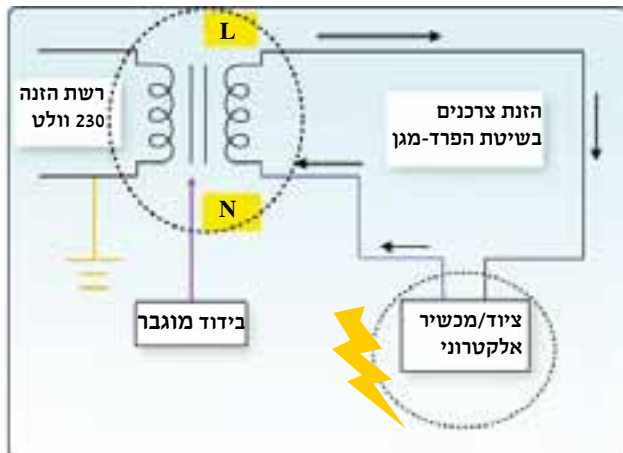 L
רשת הזנה
230 וולט
הזנת צרכנים
בשיטת הפרד-מגן
N
בידוד מוגבר
ציוד/מכשיר
אלקטרוני